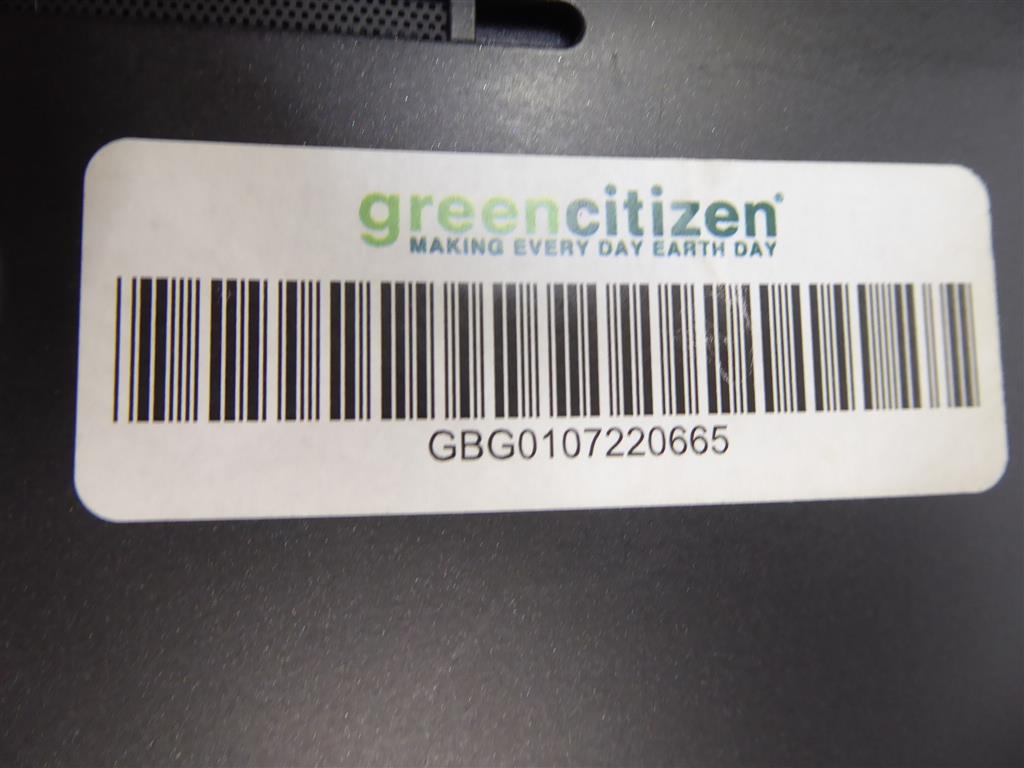 greencitizen®
MAKING EVERY DAY EARTH DAY
GBG0107220665